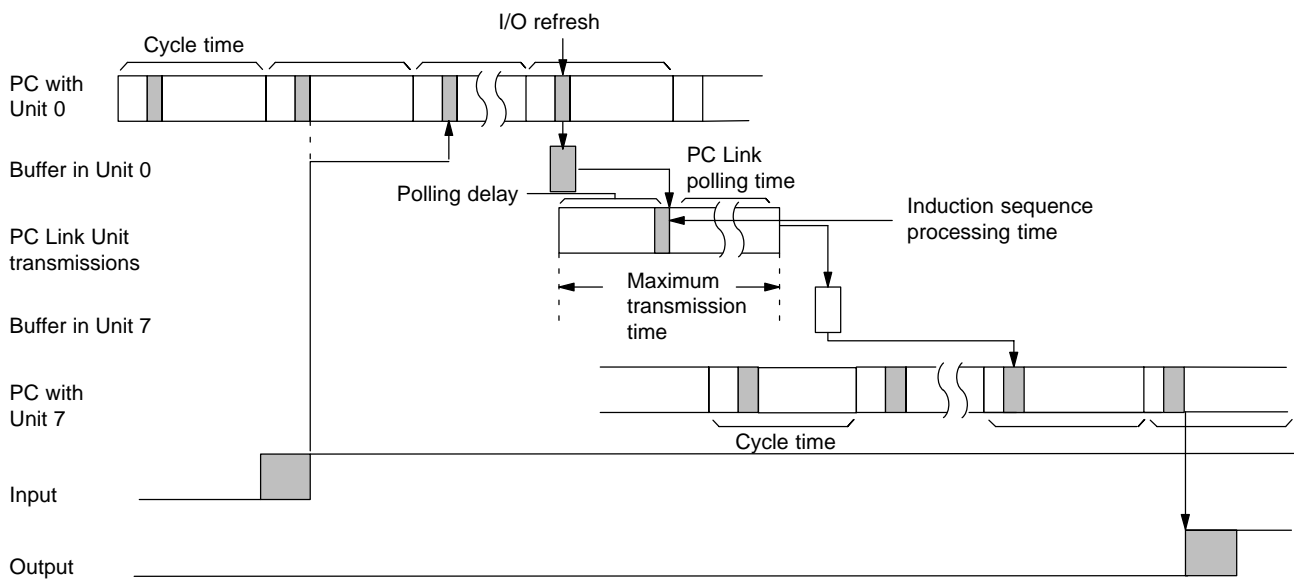 I/O refresh
Cycle time
PC with
Unit 0
Buffer in Unit 0
PC Link
polling time
Polling delay
Induction sequence
processing time
PC Link Unit
transmissions
Maximum
transmission
time
Buffer in Unit 7
PC with
Unit 7
Cycle time
Input
Output